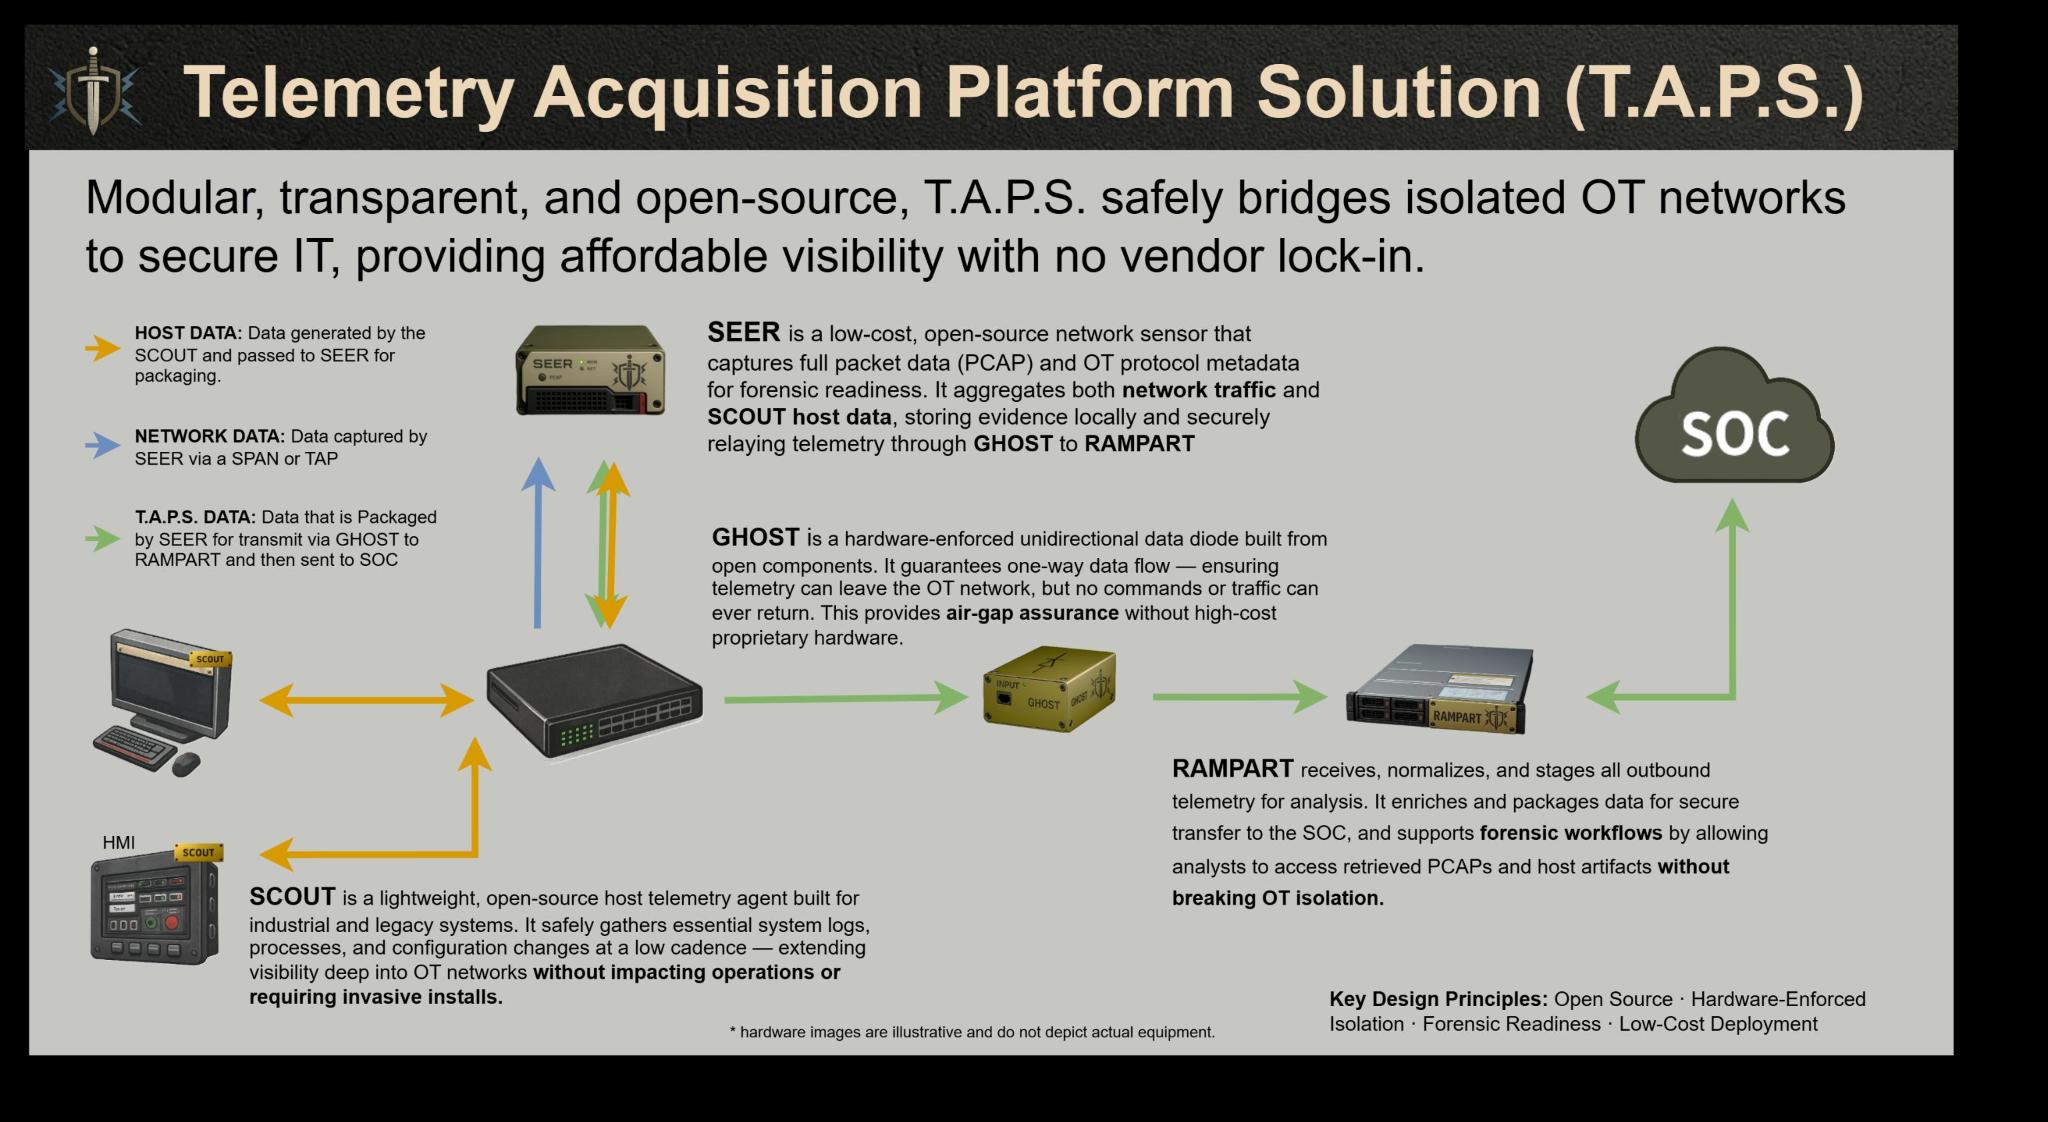 Telemetry Acquisition Platform Solution (T.A.P.S.)
Modular, transparent, and open-source, T.A.P.S. safely bridges isolated OT networks
to secure IT, providing affordable visibility with no vendor lock-in.
HOST DATA: Data generated by the
SCOUT and passed to SEER for
packaging.
NETWORK DATA: Data captured by
SEER via a SPAN or TAP
T.A.P.S. DATA: Data that is Packaged
by SEER for transmit via GHOST to
RAMPART and then sent to SOC
SEER
PCAP
SEER is a low-cost, open-source network sensor that
captures full packet data (PCAP) and OT protocol metadata
for forensic readiness. It aggregates both network traffic and
SCOUT host data, storing evidence locally and securely
relaying telemetry through GHOST to RAMPART
SOC
GHOST is a hardware-enforced unidirectional data diode built from
open components. It guarantees one-way data flow — ensuring
telemetry can leave the OT network, but no commands or traffic can
ever return. This provides air-gap assurance without high-cost
proprietary hardware.
SCOUT
INPUT
GHOST
GHOST
RAMPART
RAMPART receives, normalizes, and stages all outbound
telemetry for analysis. It enriches and packages data for secure
transfer to the SOC, and supports forensic workflows by allowing
analysts to access retrieved PCAPs and host artifacts without
breaking OT isolation.
HMI
SCOUT
SCOUT is a lightweight, open-source host telemetry agent built for
industrial and legacy systems. It safely gathers essential system logs,
processes, and configuration changes at a low cadence — extending
visibility deep into OT networks without impacting operations or
requiring invasive installs.
Key Design Principles: Open Source · Hardware-Enforced
Isolation · Forensic Readiness · Low-Cost Deployment
* hardware images are illustrative and do not depict actual equipment.